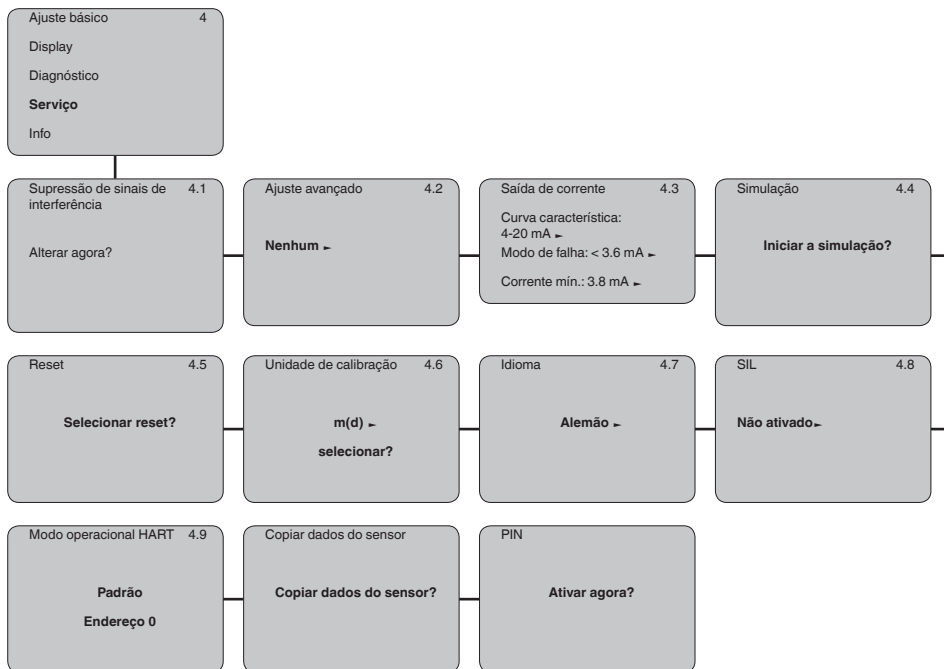 Ajuste básico 4
Display
Diagnóstico
Serviço
Info
Supressão de sinais de 4.1
interferência
Alterar agora?
Ajuste avançado 4.2
Nenhum ►
Saída de corrente 4.3
Curva característica:
4-20 mA ►
Modo de falha: < 3.6 mA ►
Corrente mín.: 3.8 mA ►
Simulação 4.4
Iniciar a simulação?
Reset 4.5
Selecionar reset?
Unidade de calibração 4.6
m(d) ►
selecionar?
Idioma 4.7
Alemão ►
SIL 4.8
Não ativado►
Modo operacional HART 4.9
Padrão
Endereço 0
Copiar dados do sensor
Copiar dados do sensor?
PIN
Ativar agora?